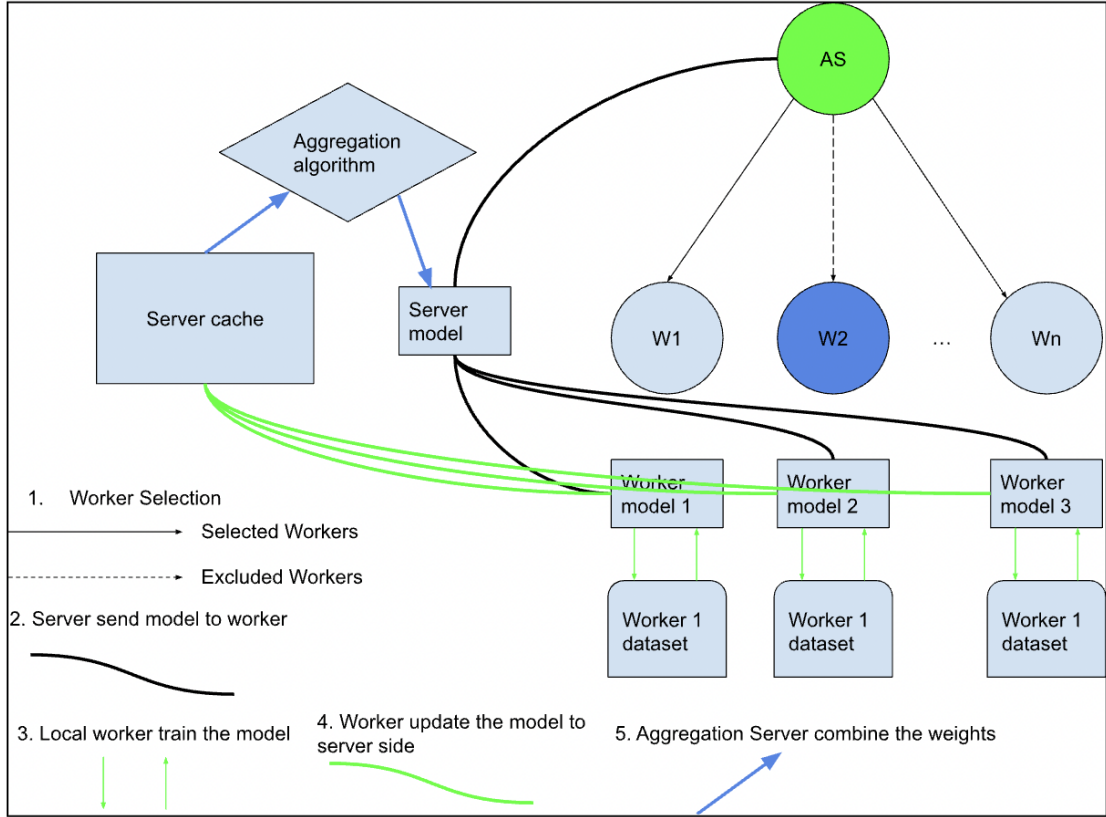 AS
Aggregation
algorithm
Server cache
Server
model
W1
W2
...
Wn
Worker
model 1
Worker
model 2
Worker
model 3
Worker 1
dataset
Worker 1
dataset
Worker 1
dataset
1. Worker Selection
Selected Workers
Excluded Workers
2. Server send model to worker
3. Local worker train the model
4. Worker update the model to
server side
5. Aggregation Server combine the weights